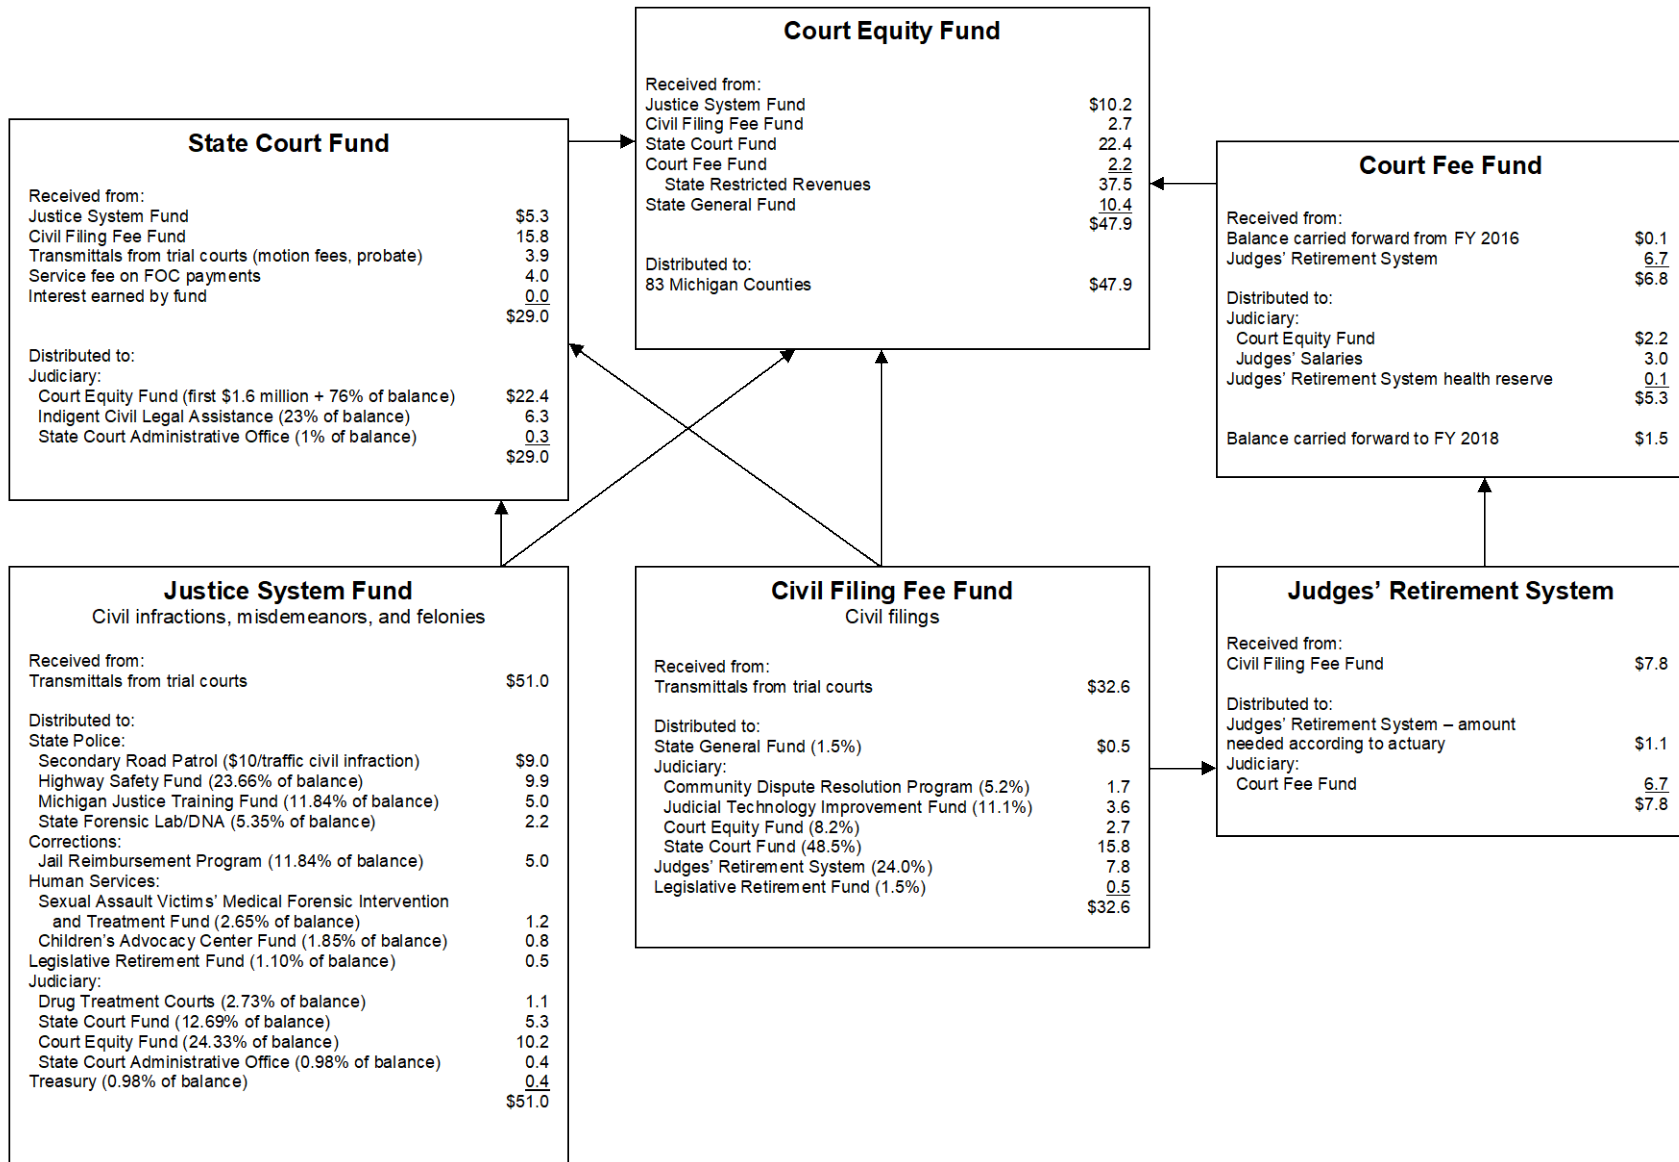 Court Equity Fund
Received from:
Justice System Fund $10.2
Civil Filing Fee Fund 2.7
State Court Fund 22.4
Court Fee Fund 2.2
State Restricted Revenues 37.5
State General Fund 10.4
$47.9
Distributed to:
83 Michigan Counties $47.9
State Court Fund
Received from:
Justice System Fund $5.3
Civil Filing Fee Fund 15.8
Transmittals from trial courts (motion fees, probate) 3.9
Service fee on FOC payments 4.0
Interest earned by fund 0.0
$29.0
Distributed to:
Judiciary:
Court Equity Fund (first $1.6 million + 76% of balance) $22.4
Indigent Civil Legal Assistance (23% of balance) 6.3
State Court Administrative Office (1% of balance) 0.3
$29.0
Court Fee Fund
Received from:
Balance carried forward from FY 2016 $0.1
Judges' Retirement System 6.7
$6.8
Distributed to:
Judiciary:
Court Equity Fund $2.2
Judges' Salaries 3.0
Judges' Retirement System health reserve 0.1
$5.3
Balance carried forward to FY 2018 $1.5
Justice System Fund
Civil infractions, misdemeanors, and felonies
Received from:
Transmittals from trial courts $51.0
Distributed to:
State Police:
Secondary Road Patrol ($10/traffic civil infraction) $9.0
Highway Safety Fund (23.66% of balance) 9.9
Michigan Justice Training Fund (11.84% of balance) 5.0
State Forensic Lab/DNA (5.35% of balance) 2.2
Corrections:
Jail Reimbursement Program (11.84% of balance) 5.0
Human Services:
Sexual Assault Victims' Medical Forensic Intervention
and Treatment Fund (2.65% of balance) 1.2
Children's Advocacy Center Fund (1.85% of balance) 0.8
Legislative Retirement Fund (1.10% of balance) 0.5
Judiciary:
Drug Treatment Courts (2.73% of balance) 1.1
State Court Fund (12.69% of balance) 5.3
Court Equity Fund (24.33% of balance) 10.2
State Court Administrative Office (0.98% of balance) 0.4
Treasury (0.98% of balance) 0.4
$51.0
Civil Filing Fee Fund
Civil filings
Received from:
Transmittals from trial courts $32.6
Distributed to:
State General Fund (1.5%) $0.5
Judiciary:
Community Dispute Resolution Program (5.2%) 1.7
Judicial Technology Improvement Fund (11.1%) 3.6
Court Equity Fund (8.2%) 2.7
State Court Fund (48.5%) 15.8
Judges' Retirement System (24.0%) 7.8
Legislative Retirement Fund (1.5%) 0.5
$32.6
Judges' Retirement System
Received from:
Civil Filing Fee Fund $7.8
Distributed to:
Judges' Retirement System – amount
needed according to actuary $1.1
Judiciary:
Court Fee Fund 6.7
$7.8